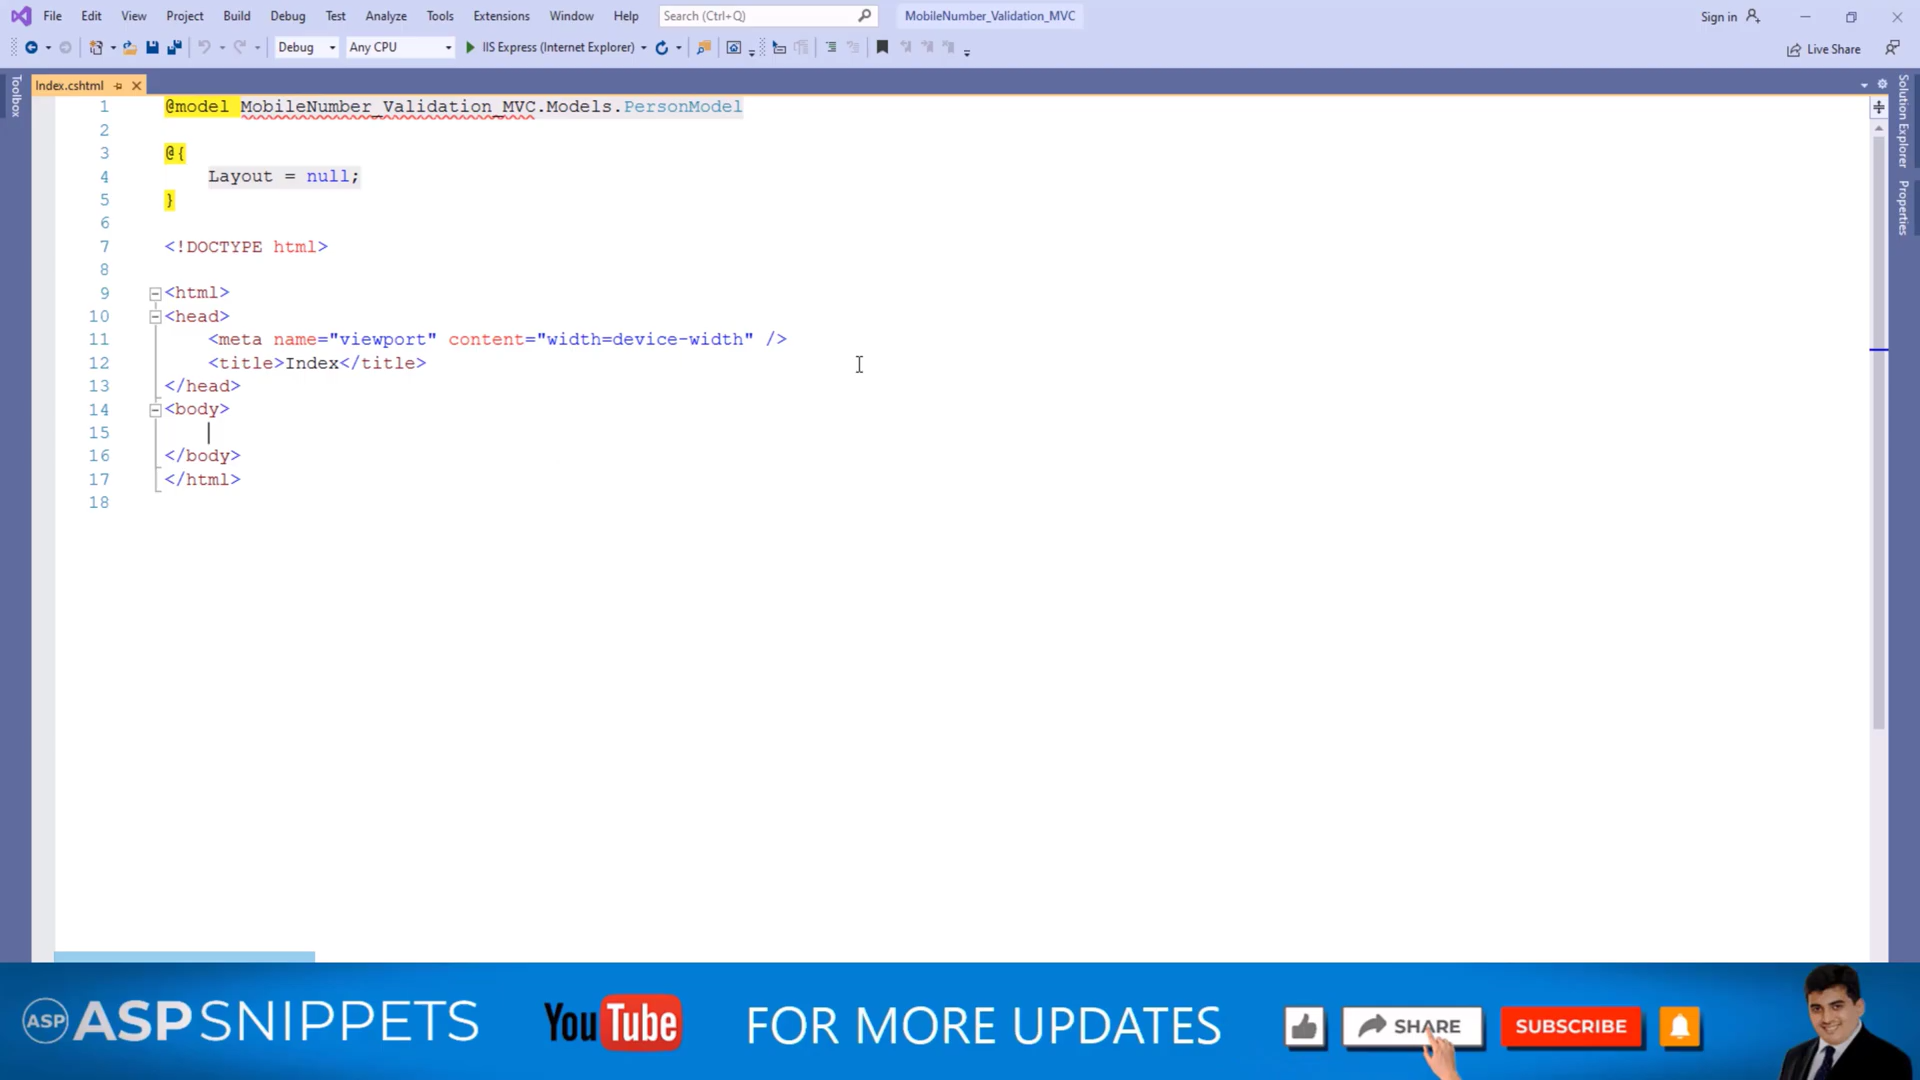 File Edit View Project Build Debug Test Analyze Tools Extensions Window Help Search (Ctrl+Q) MobileNumber_Validation_MVC Sign in
Debug Any CPU IIS Express (Internet Explorer) Live Share
Toolbox
Index.cshtml
Solution Explorer
Properties
1 @model MobileNumber_Validation_MVC.Models.PersonModel
2
3 @{
4 Layout = null;
5 }
6
7 <!DOCTYPE html>
8
9 <html>
10 <head>
11 <meta name="viewport" content="width=device-width" />
12 <title>Index</title>
13 </head>
14 <body>
15
16 </body>
17 </html>
18
ASP ASPSNIPPETS YouTube FOR MORE UPDATES SHARE SUBSCRIBE